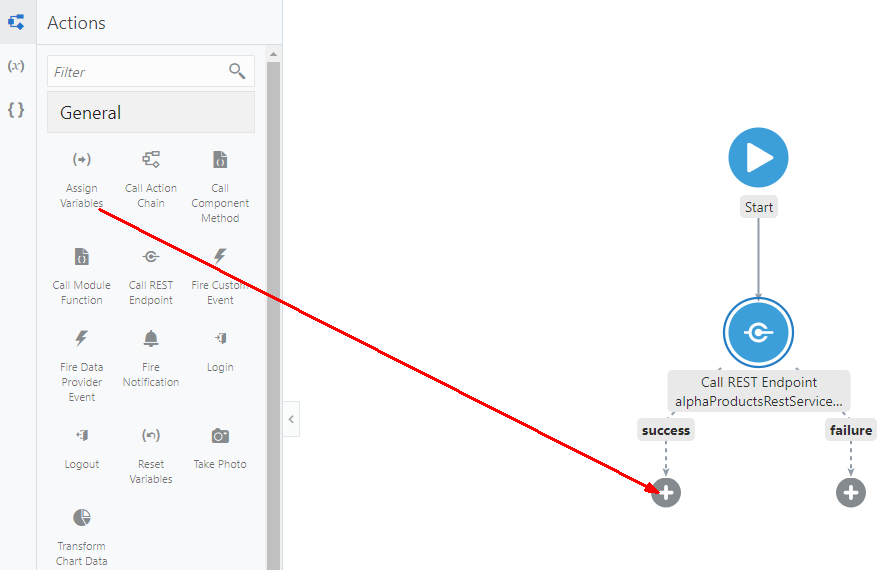 Actions
(x)
Filter
{ }
General
Assign
Variables
Call Action
Chain
Call
Component
Method
Call Module
Function
Call REST
Endpoint
Fire Custom
Event
Fire Data
Provider
Event
Fire
Notification
Login
Logout
Reset
Variables
Take Photo
Transform
Chart Data
Start
Call REST Endpoint
alphaProductsRestService...
success
failure